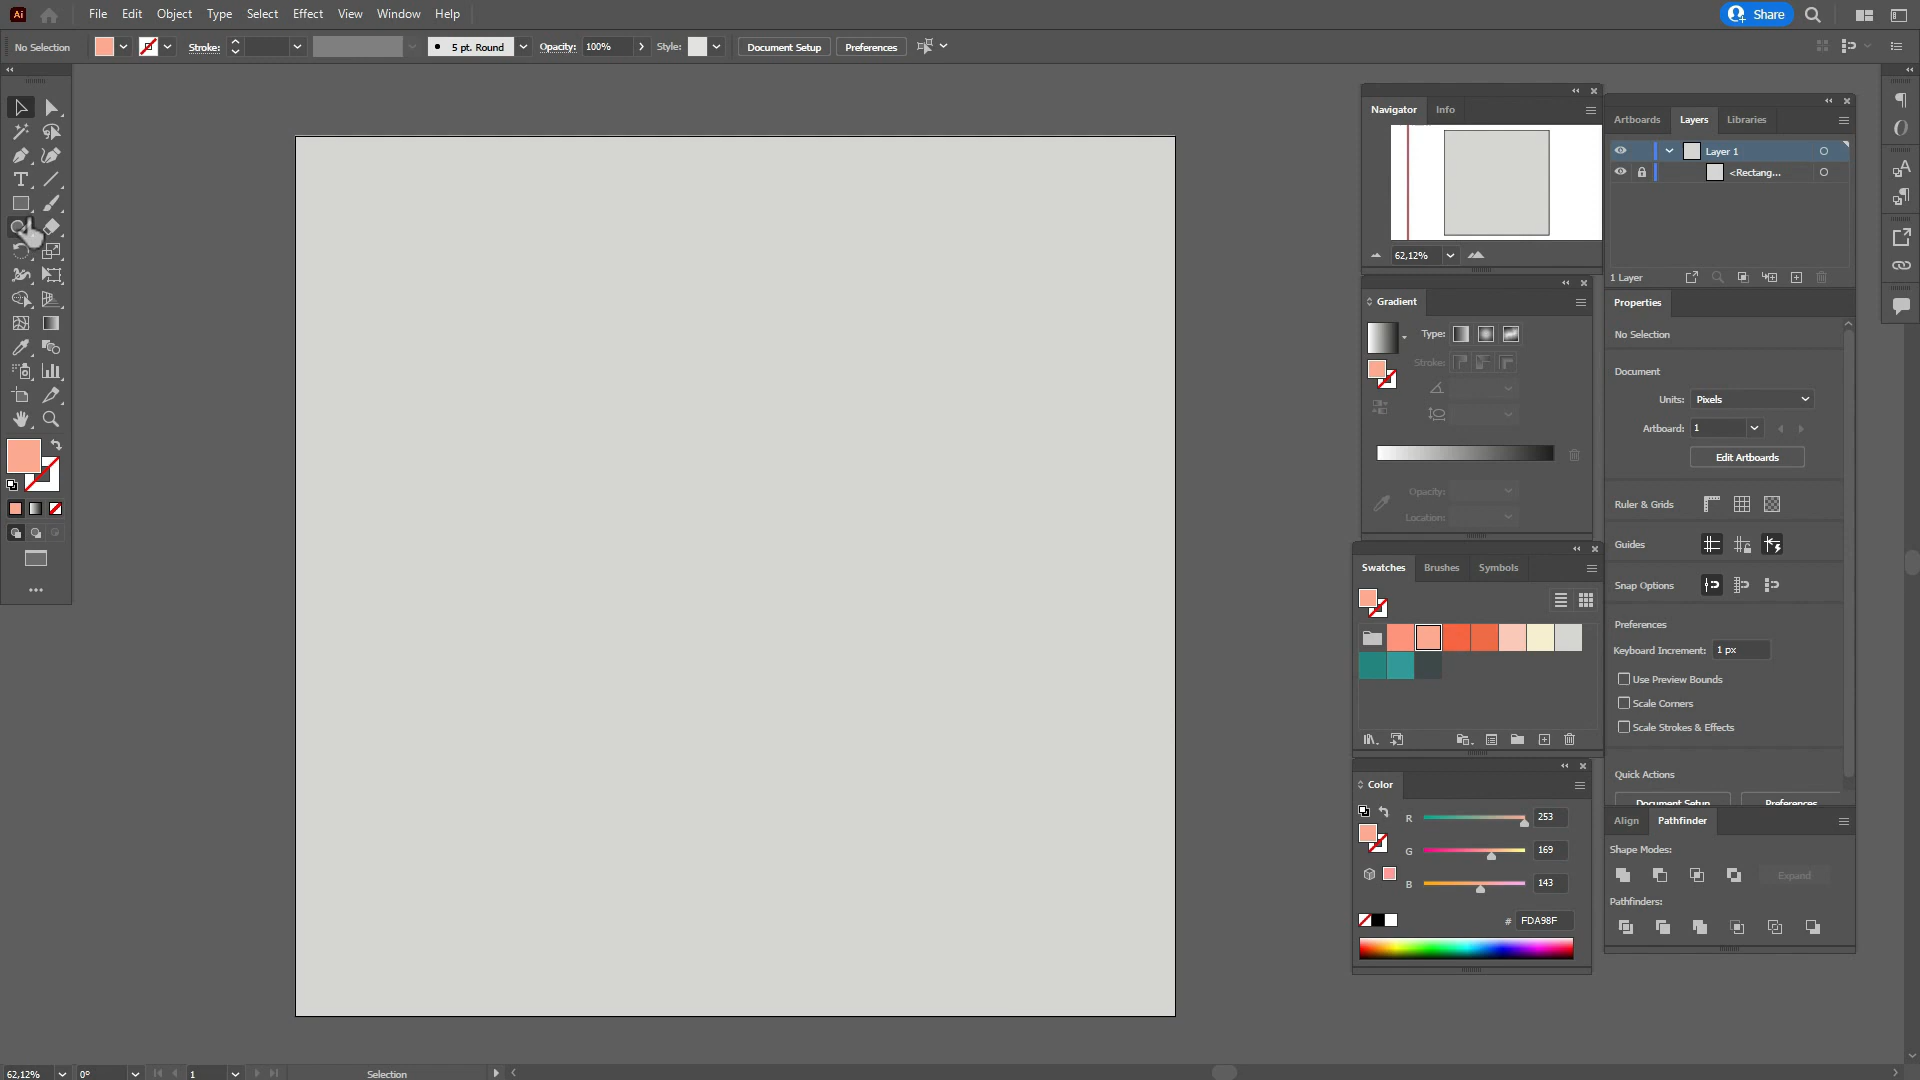 Ai
File Edit Object Type Select Effect View Window Help
Share
No Selection
Stroke:
5 pt. Round
Opacity: 100%
Style:
Document Setup
Preferences
Navigator Info
62,12%
Artboards Layers Libraries
Layer 1
<Rectang...
1 Layer
Gradient
Type:
Stroke:
Opacity:
Location:
Properties
No Selection
Document
Units: Pixels
Artboard: 1
Edit Artboards
Ruler & Grids
Guides
Snap Options
Preferences
Keyboard Increment: 1 px
Use Preview Bounds
Scale Corners
Scale Strokes & Effects
Quick Actions
Document Setup Preferences
Swatches Brushes Symbols
Color
R 253
G 169
B 143
# FDA98F
Align Pathfinder
Shape Modes:
Expand
Pathfinders:
62,12% 0° 1 Selection